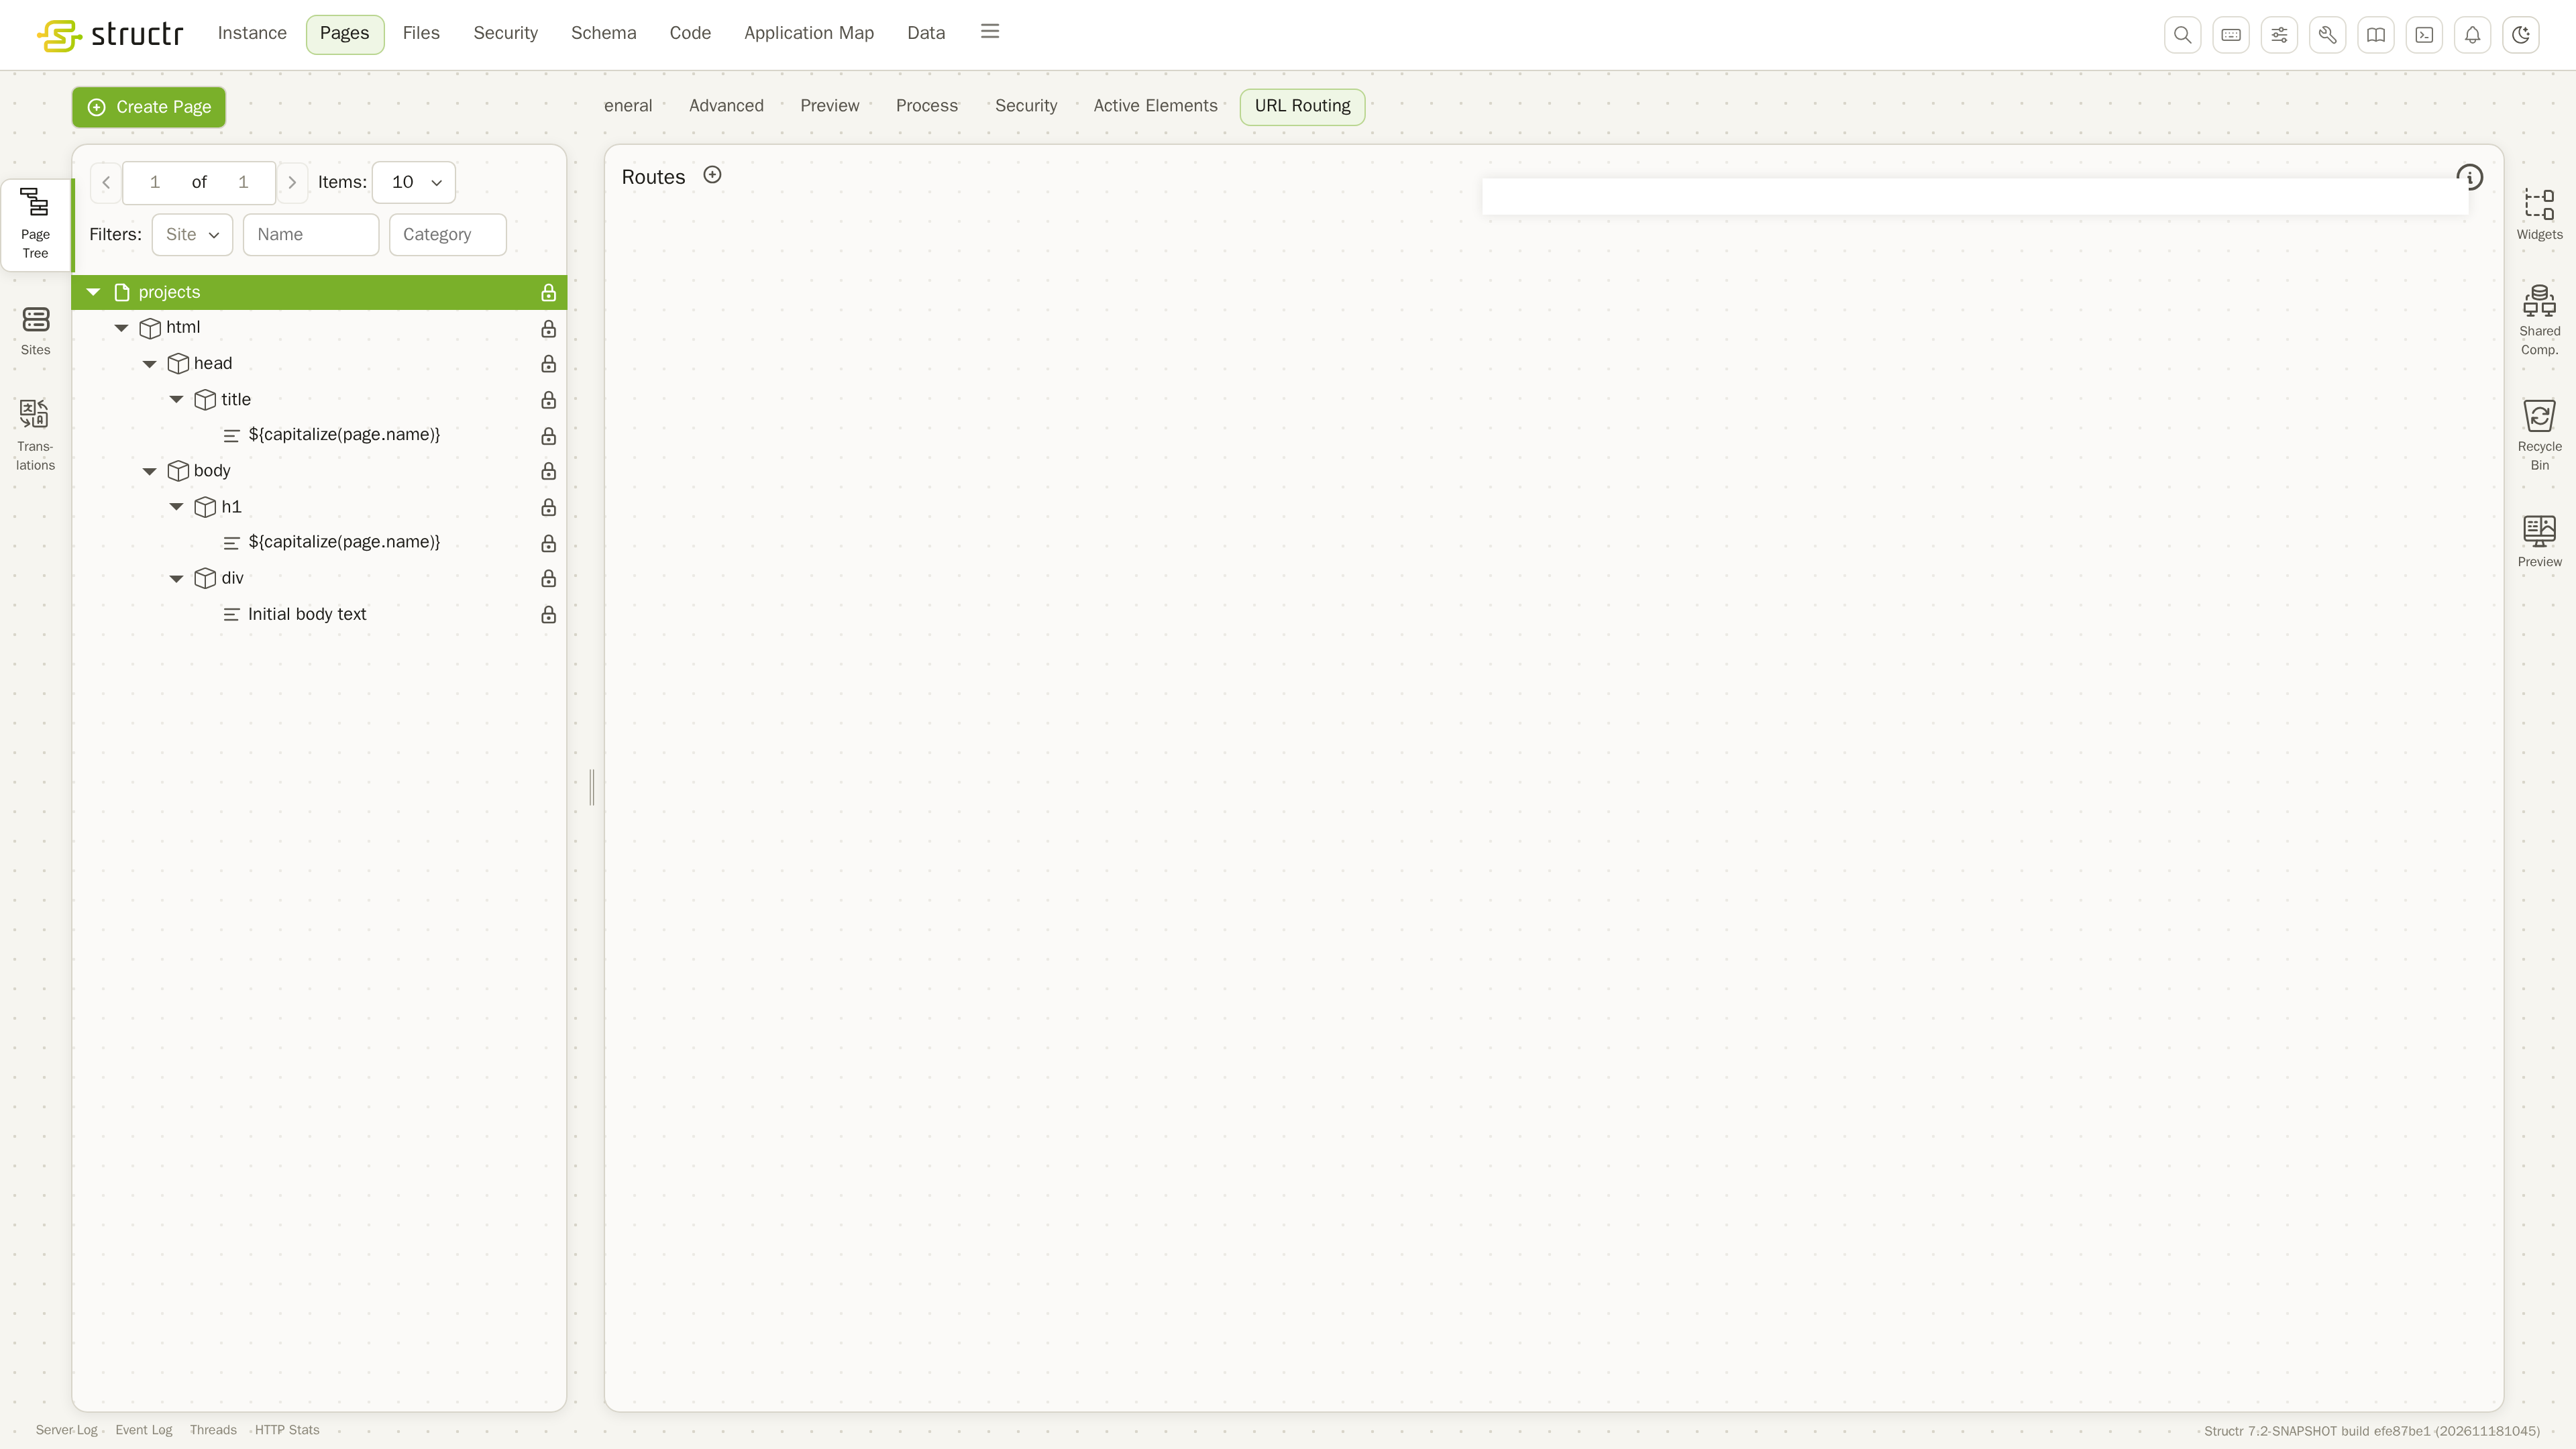 structr Instance Pages Files Security Schema Code Application Map Data
Create Page
eneral Advanced Preview Process Security Active Elements URL Routing
1 of 1 Items: 10
Filters: Site Name Category
Page
Tree
Sites
Trans-
lations
projects
html
head
title
${capitalize(page.name)}
body
h1
${capitalize(page.name)}
div
Initial body text
Routes
Widgets
Shared
Comp.
Recycle
Bin
Preview
Server Log Event Log Threads HTTP Stats
Structr 7.2-SNAPSHOT build efe87be1 (202611181045)